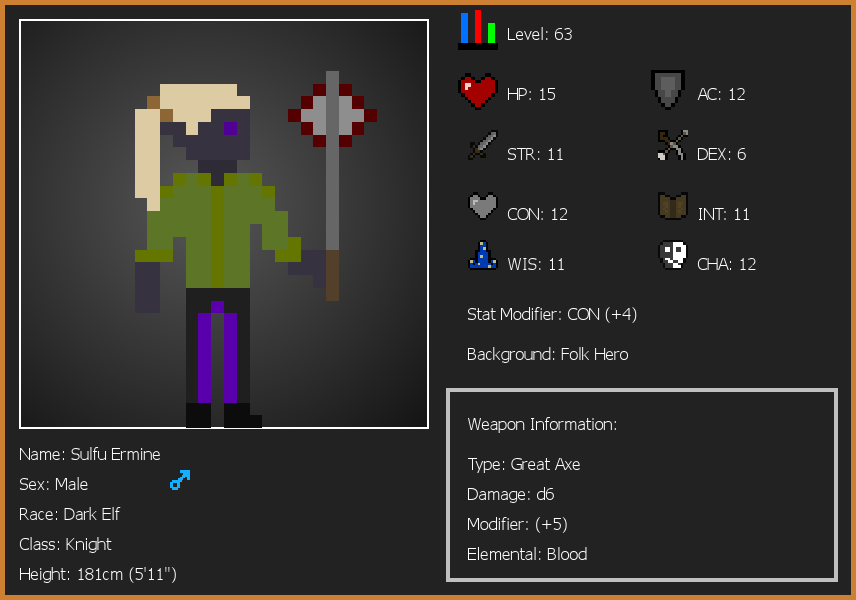 Level: 63
HP: 15
AC: 12
STR: 11
DEX: 6
CON: 12
INT: 11
WIS: 11
CHA: 12
Stat Modifier: CON (+4)
Background: Folk Hero
Weapon Information:
Type: Great Axe
Damage: d6
Modifier: (+5)
Elemental: Blood
Name: Sulfu Ermine
Sex: Male
Race: Dark Elf
Class: Knight
Height: 181cm (5'11")